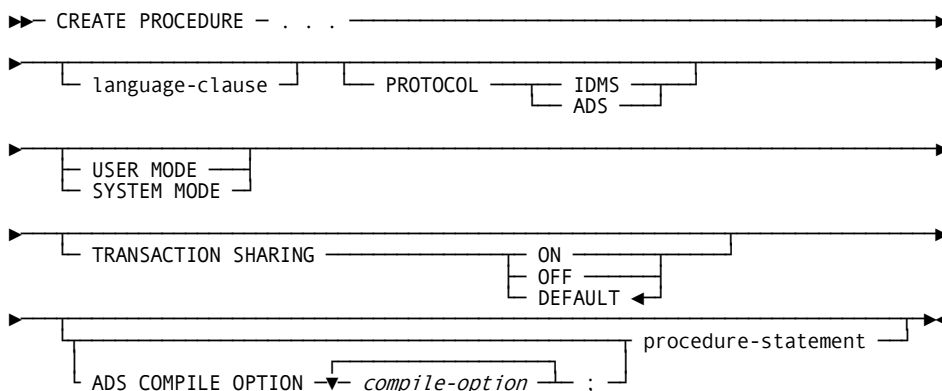 CREATE PROCEDURE . . .
language-clause PROTOCOL IDMS
ADS
USER MODE
SYSTEM MODE
TRANSACTION SHARING ON
OFF
DEFAULT
procedure-statement
ADS COMPILE OPTION compile-option ;